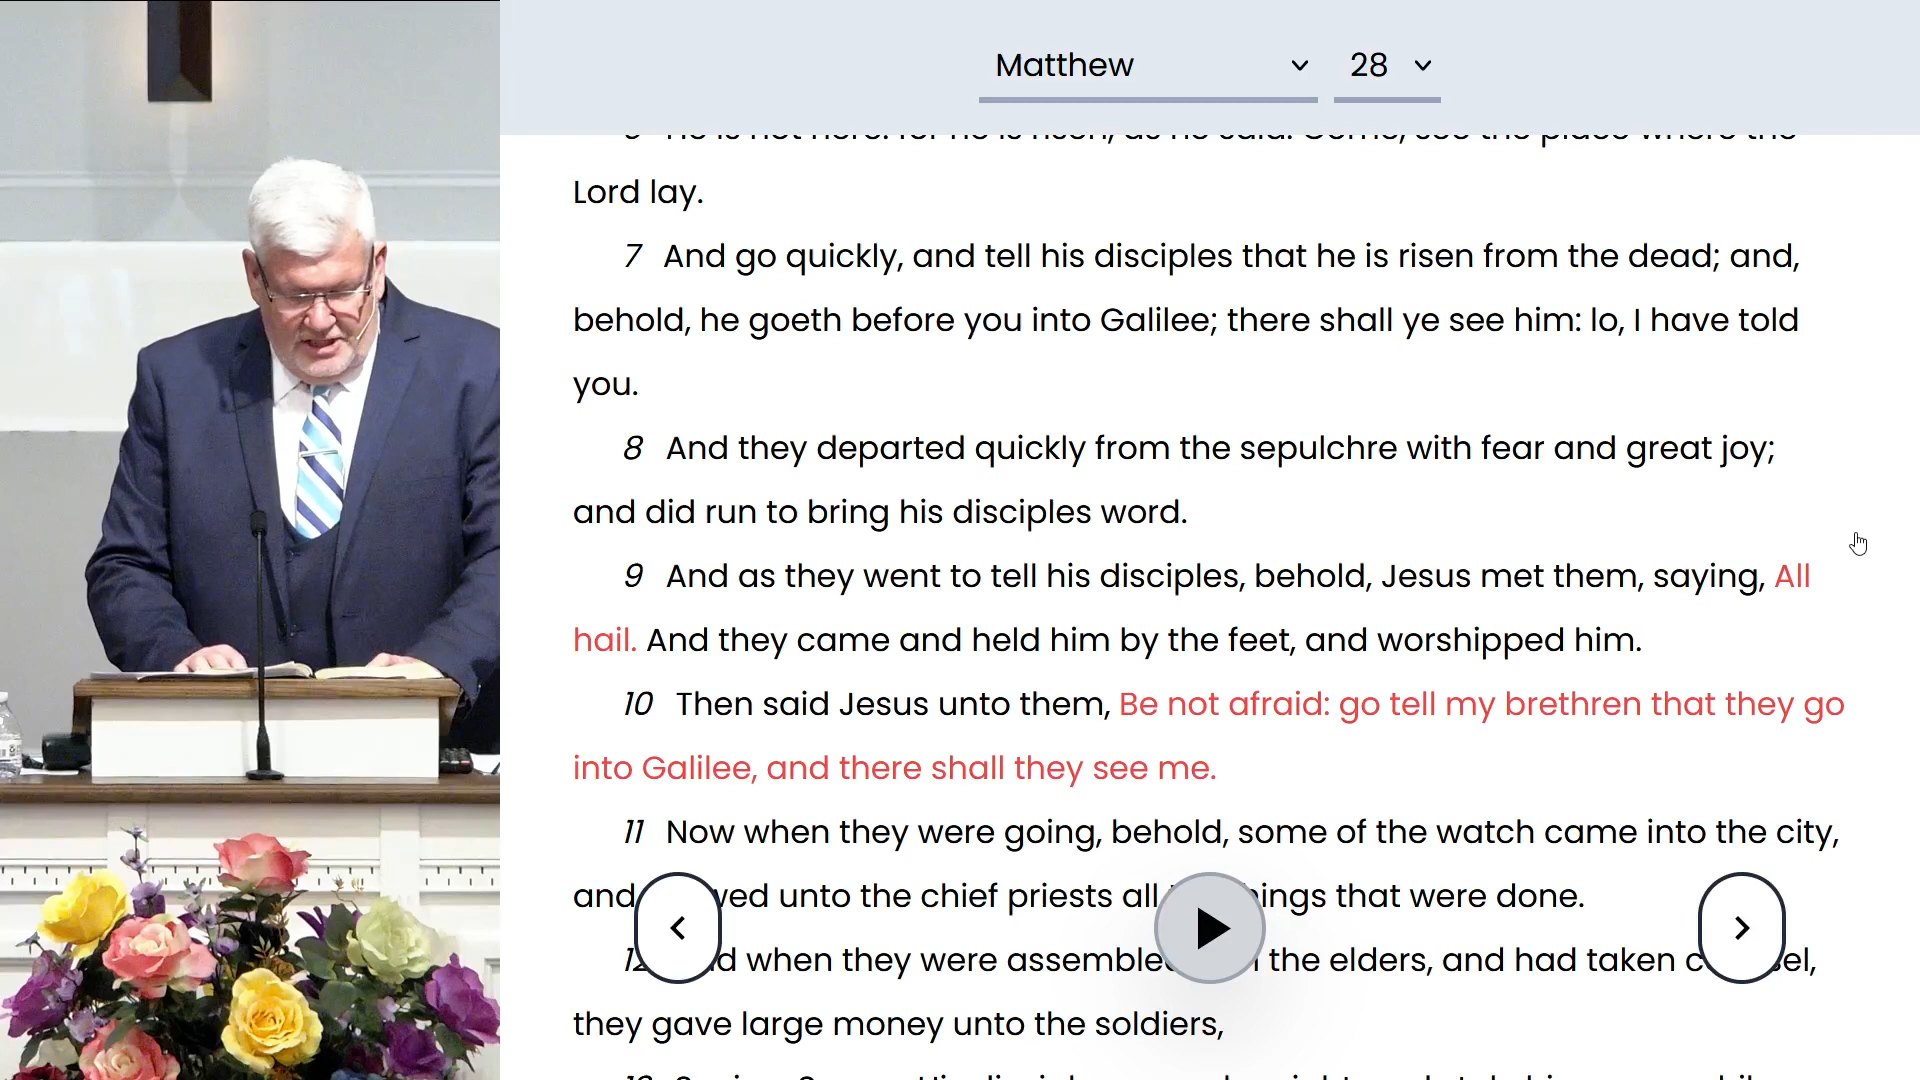 Matthew 28
Lord lay.
7 And go quickly, and tell his disciples that he is risen from the dead; and,
behold, he goeth before you into Galilee; there shall ye see him: lo, I have told
you.
8 And they departed quickly from the sepulchre with fear and great joy;
and did run to bring his disciples word.
9 And as they went to tell his disciples, behold, Jesus met them, saying, All
hail. And they came and held him by the feet, and worshipped him.
10 Then said Jesus unto them, Be not afraid: go tell my brethren that they go
into Galilee, and there shall they see me.
11 Now when they were going, behold, some of the watch came into the city,
and unto the chief priests all that were done.
when they were the elders, and had taken
they gave large money unto the soldiers,